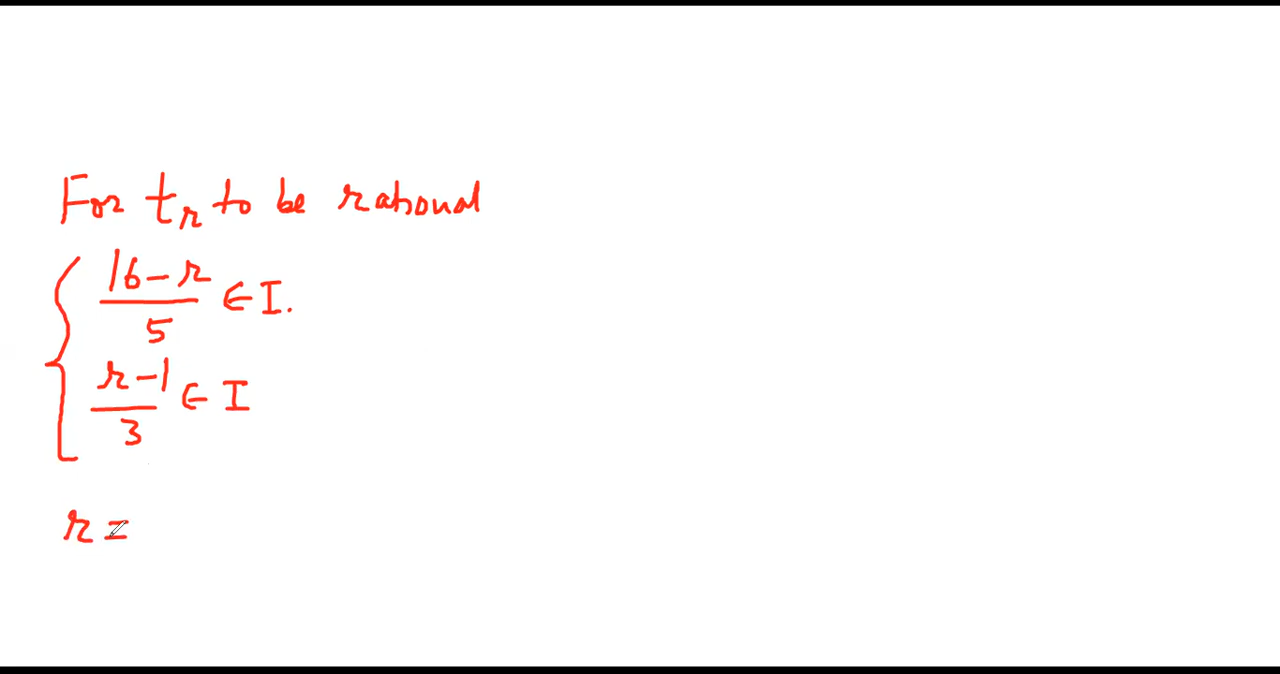 For t_r to be rational
(16-r)/5 ∈ I.
(r-1)/3 ∈ I
r =